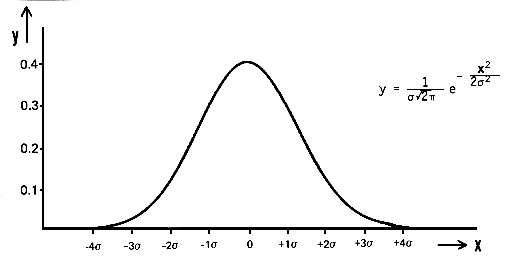 y
0.4
0.3
0.2
0.1
y = 1/σ√2π e^-x²/2σ²
-4σ -3σ -2σ -1σ 0 +1σ +2σ +3σ +4σ
x